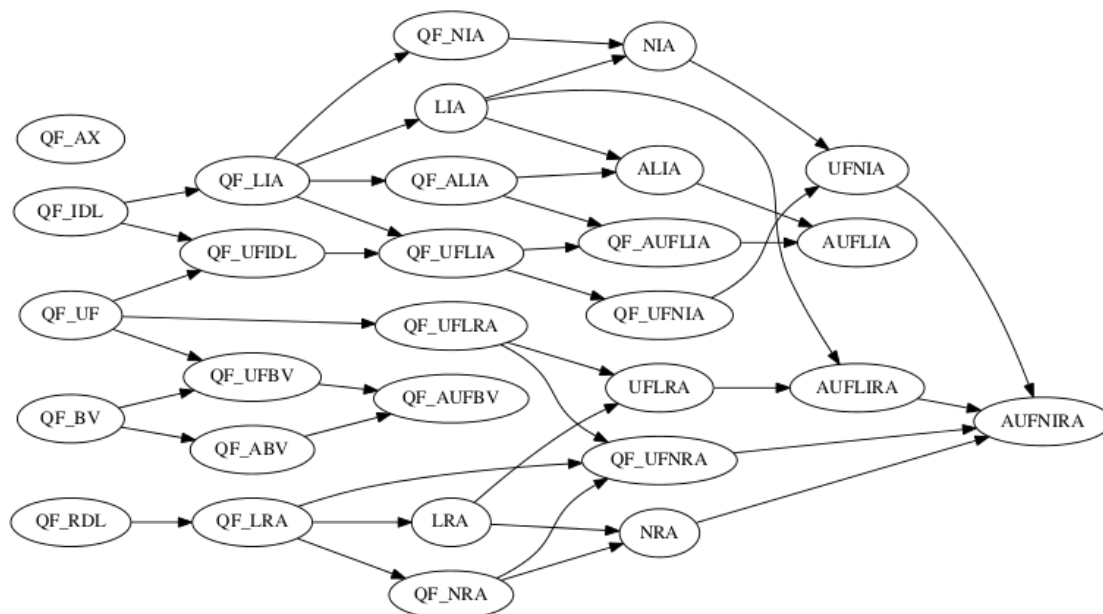 QF_NIA
NIA
LIA
QF_AX
QF_LIA
QF_ALIA
ALIA
UFNIA
QF_IDL
QF_UFIDL
QF_UFLIA
QF_AUFLIA
AUFLIA
QF_UF
QF_UFLRA
QF_UFNIA
QF_UFBV
QF_AUFBV
UFLRA
AUFLIRA
QF_BV
QF_ABV
QF_UFNRA
AUFNIRA
QF_RDL
QF_LRA
LRA
NRA
QF_NRA